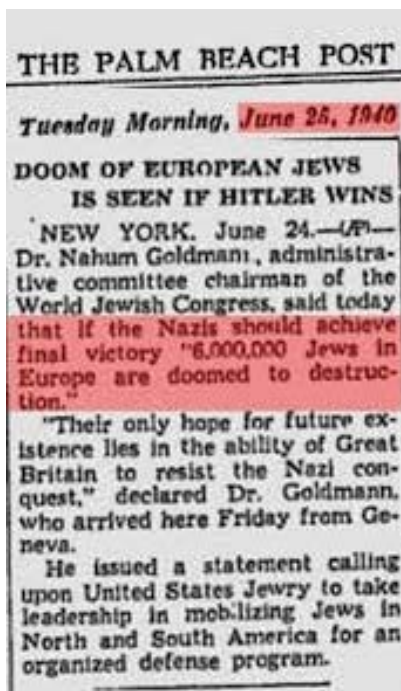 THE PALM BEACH POST
Tuesday Morning, June 25, 1940
DOOM OF EUROPEAN JEWS
IS SEEN IF HITLER WINS
NEW YORK, June 24.—(AP)—
Dr. Nahum Goldmann, administra-
tive committee chairman of the
World Jewish Congress, said today
that if the Nazis should achieve
final victory "6,000,000 Jews in
Europe are doomed to destruc-
tion."
"Their only hope for future ex-
istence lies in the ability of Great
Britain to resist the Nazi con-
quest," declared Dr. Goldmann,
who arrived here Friday from Ge-
neva.
He issued a statement calling
upon United States Jewry to take
leadership in mobilizing Jews in
North and South America for an
organized defense program.